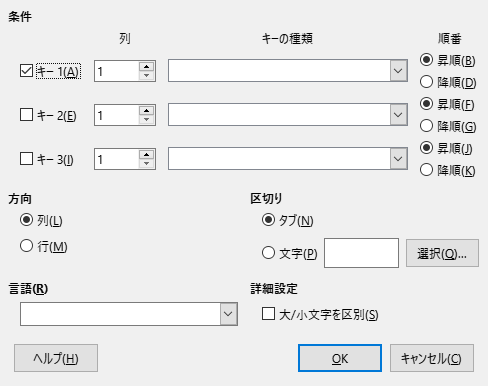 条件
列 キーの種類 順番
キー 1(A) 1 昇順(B)
降順(D)
キー 2(E) 1 昇順(F)
降順(G)
キー 3(I) 1 昇順(J)
降順(K)
方向 区切り
列(L) タブ(N)
行(M) 文字(P) 選択(Q)...
言語(R) 詳細設定
大/小文字を区別(S)
ヘルプ(H) OK キャンセル(C)